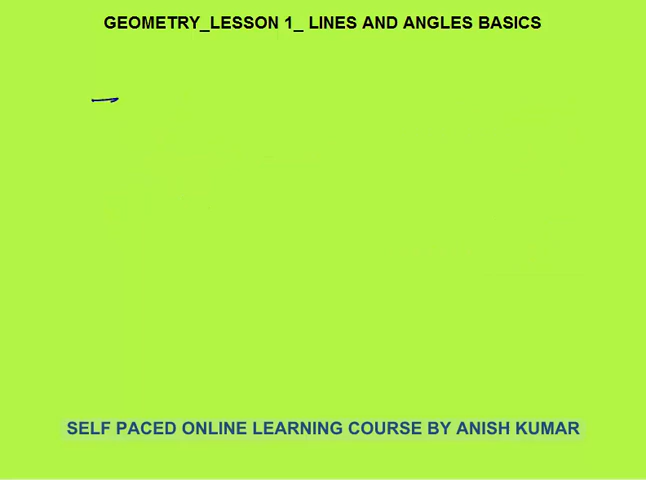 GEOMETRY_LESSON 1_ LINES AND ANGLES BASICS
SELF PACED ONLINE LEARNING COURSE BY ANISH KUMAR